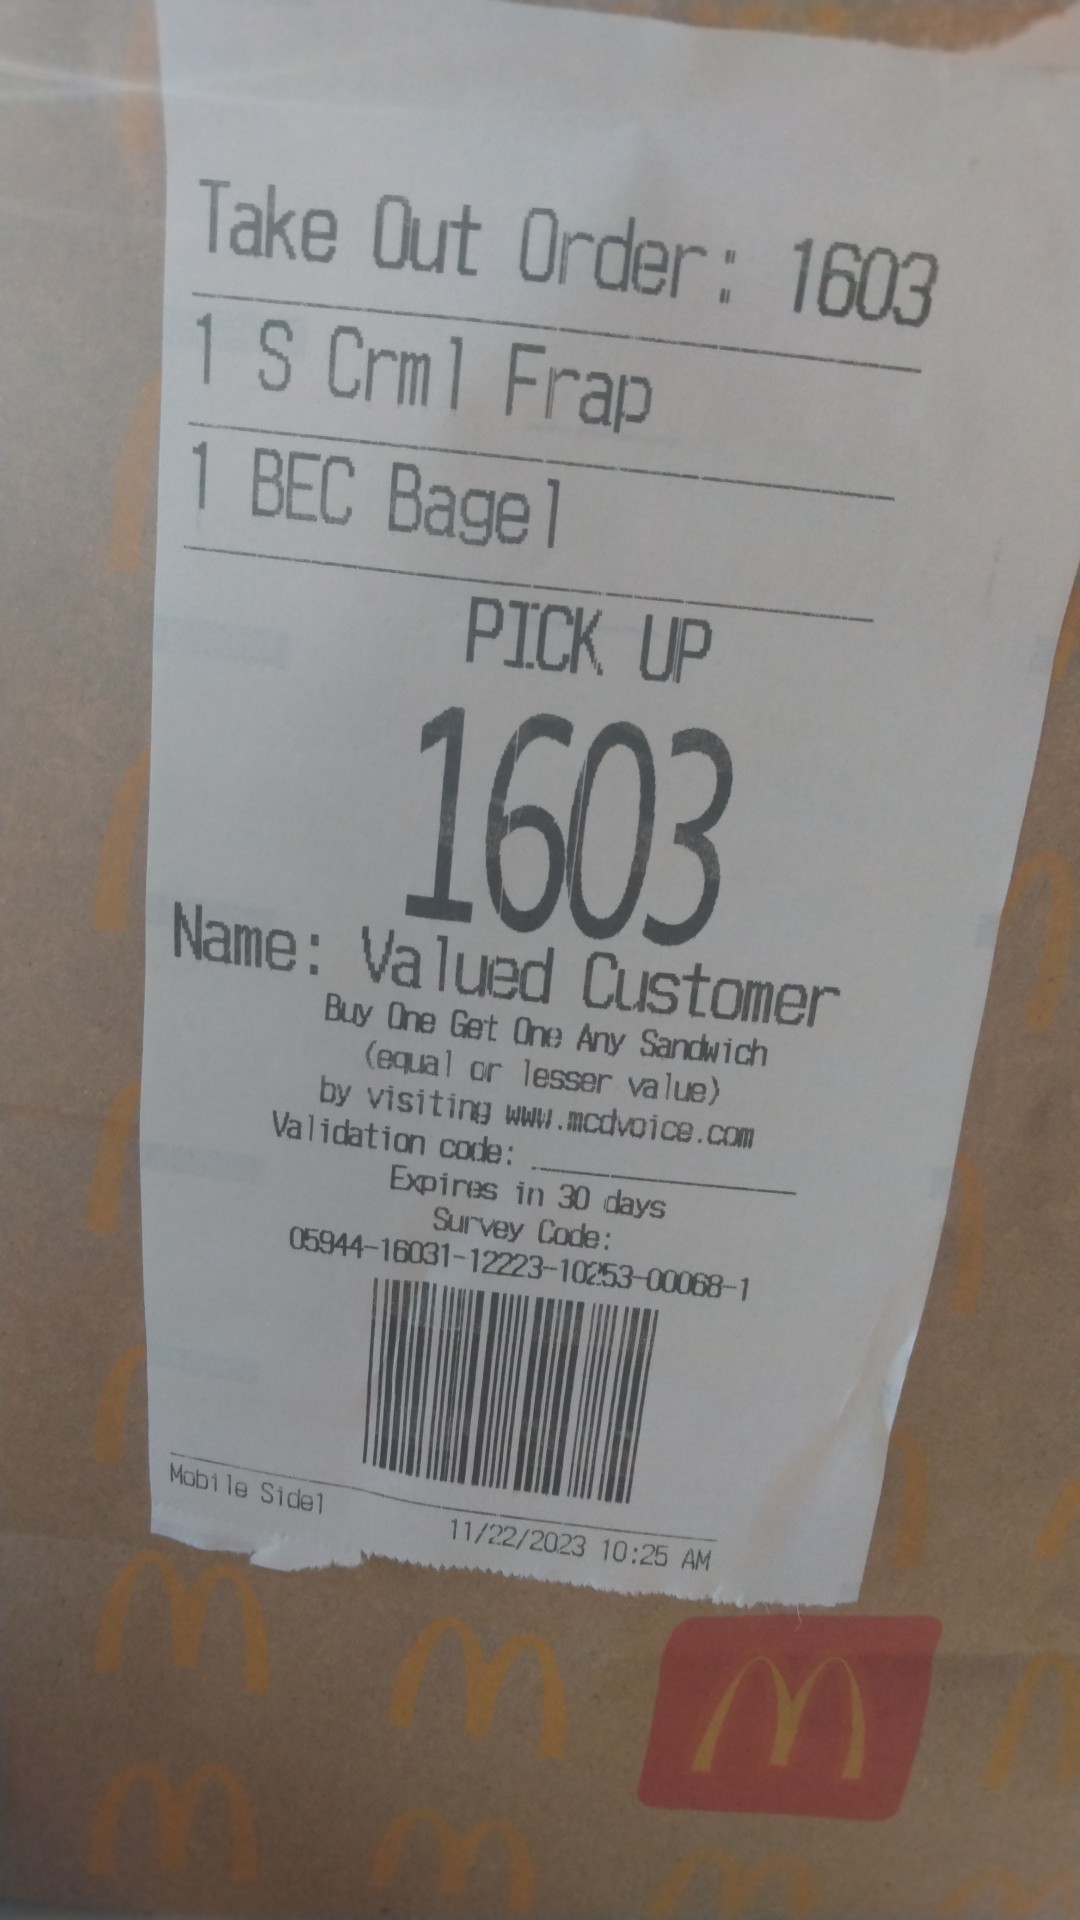 Take Out Order: 1603
1 S Crml Frap
1 BEC Bagel
PICK UP
1603
Name: Valued Customer
Buy One Get One Any Sandwich
(equal or lesser value)
by visiting www.mcdvoice.com
Validation code: ____________
Expires in 30 days
Survey Code:
05944-16031-12223-10253-00068-1
Mobile Side1
11/22/2023 10:25 AM